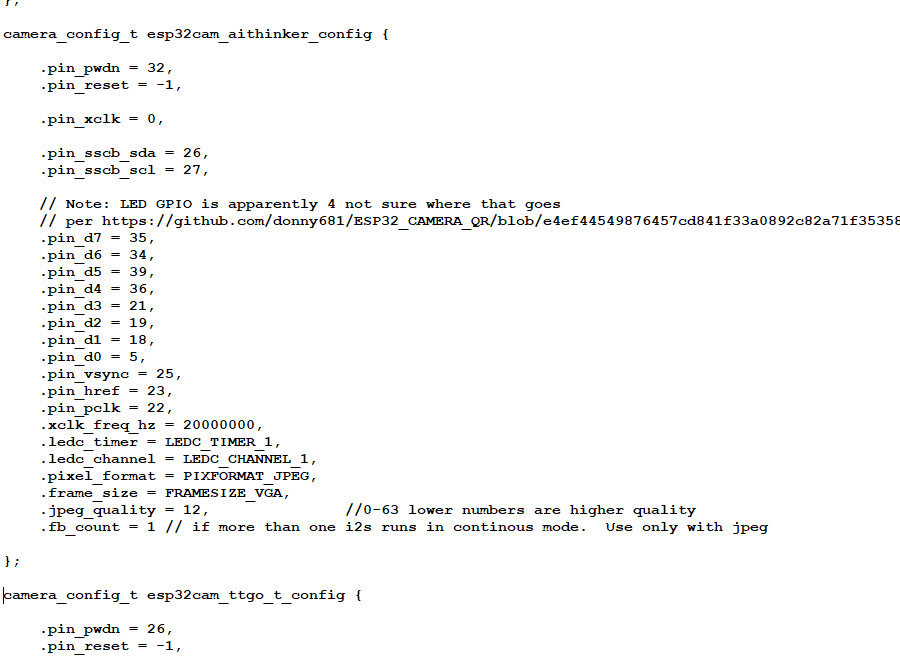 };
camera_config_t esp32cam_aithinker_config {
.pin_pwdn = 32,
.pin_reset = -1,
.pin_xclk = 0,
.pin_sscb_sda = 26,
.pin_sscb_scl = 27,
// Note: LED GPIO is apparently 4 not sure where that goes
// per https://github.com/donny681/ESP32_CAMERA_QR/blob/e4ef44549876457cd841f33a0892c82a71f35358
.pin_d7 = 35,
.pin_d6 = 34,
.pin_d5 = 39,
.pin_d4 = 36,
.pin_d3 = 21,
.pin_d2 = 19,
.pin_d1 = 18,
.pin_d0 = 5,
.pin_vsync = 25,
.pin_href = 23,
.pin_pclk = 22,
.xclk_freq_hz = 20000000,
.ledc_timer = LEDC_TIMER_1,
.ledc_channel = LEDC_CHANNEL_1,
.pixel_format = PIXFORMAT_JPEG,
.frame_size = FRAMESIZE_VGA,
.jpeg_quality = 12, //0-63 lower numbers are higher quality
.fb_count = 1 // if more than one i2s runs in continous mode.  Use only with jpeg
};
camera_config_t esp32cam_ttgo_t_config {
.pin_pwdn = 26,
.pin_reset = -1,